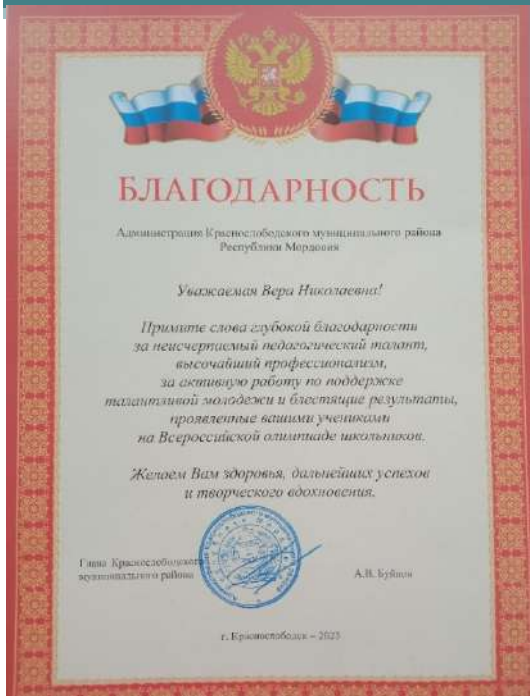 БЛАГОДАРНОСТЬ
Администрация Краснослободского муниципального района
Республики Мордовия
Уважаемая Вера Николаевна!
Примите слова глубокой благодарности
за неисчерпаемый педагогический талант,
высочайший профессионализм,
за активную работу по поддержке
талантливой молодежи и блестящие результаты,
проявленные вашими учениками
на Всероссийской олимпиаде школьников.
Желаем Вам здоровья, дальнейших успехов
и творческого вдохновения.
Глава Краснослободского
муниципального района
А.В.
г. Краснослободск – 2023